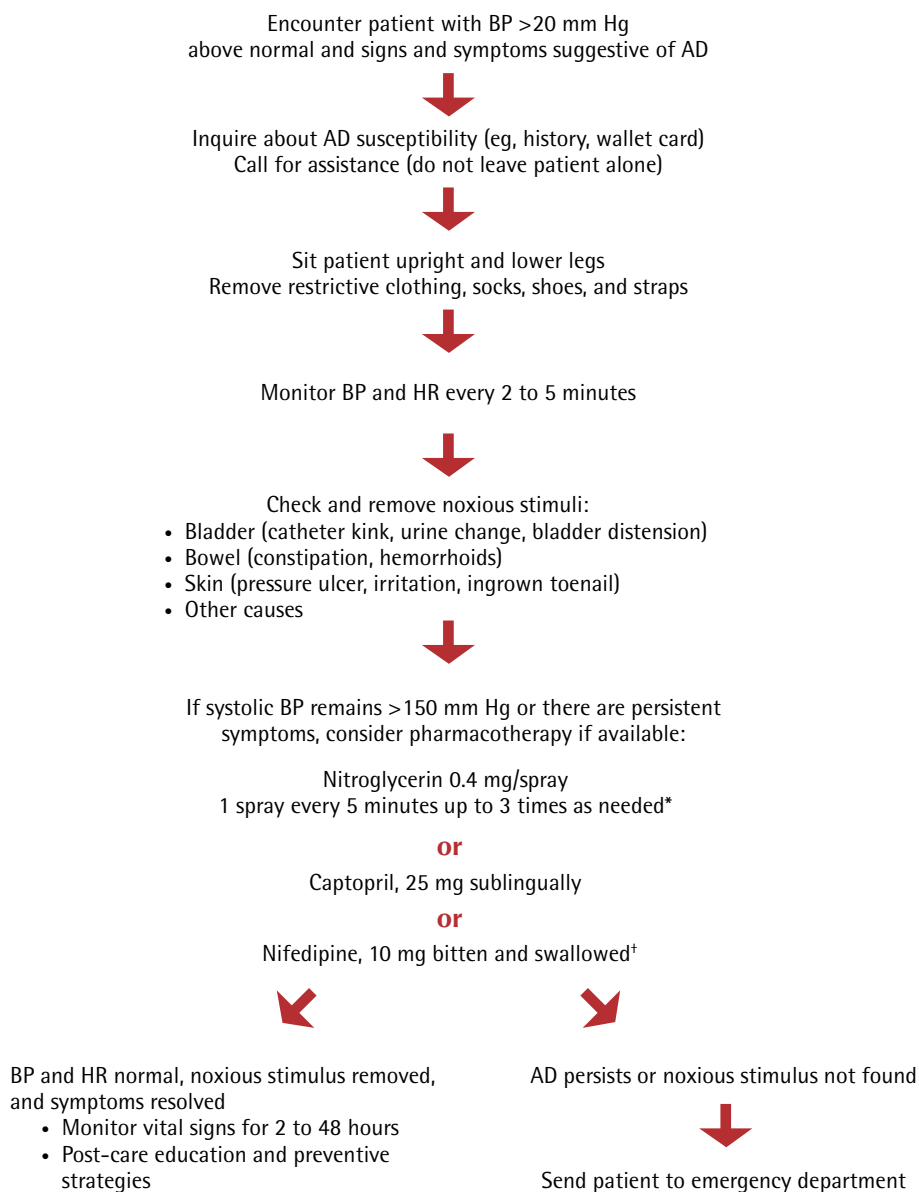 Encounter patient with BP >20 mm Hg
above normal and signs and symptoms suggestive of AD
Inquire about AD susceptibility (eg, history, wallet card)
Call for assistance (do not leave patient alone)
Sit patient upright and lower legs
Remove restrictive clothing, socks, shoes, and straps
Monitor BP and HR every 2 to 5 minutes
Check and remove noxious stimuli:
• Bladder (catheter kink, urine change, bladder distension)
• Bowel (constipation, hemorrhoids)
• Skin (pressure ulcer, irritation, ingrown toenail)
• Other causes
If systolic BP remains >150 mm Hg or there are persistent
symptoms, consider pharmacotherapy if available:
Nitroglycerin 0.4 mg/spray
1 spray every 5 minutes up to 3 times as needed*
or
Captopril, 25 mg sublingually
or
Nifedipine, 10 mg bitten and swallowed†
BP and HR normal, noxious stimulus removed,
and symptoms resolved
• Monitor vital signs for 2 to 48 hours
• Post-care education and preventive
strategies
AD persists or noxious stimulus not found
Send patient to emergency department